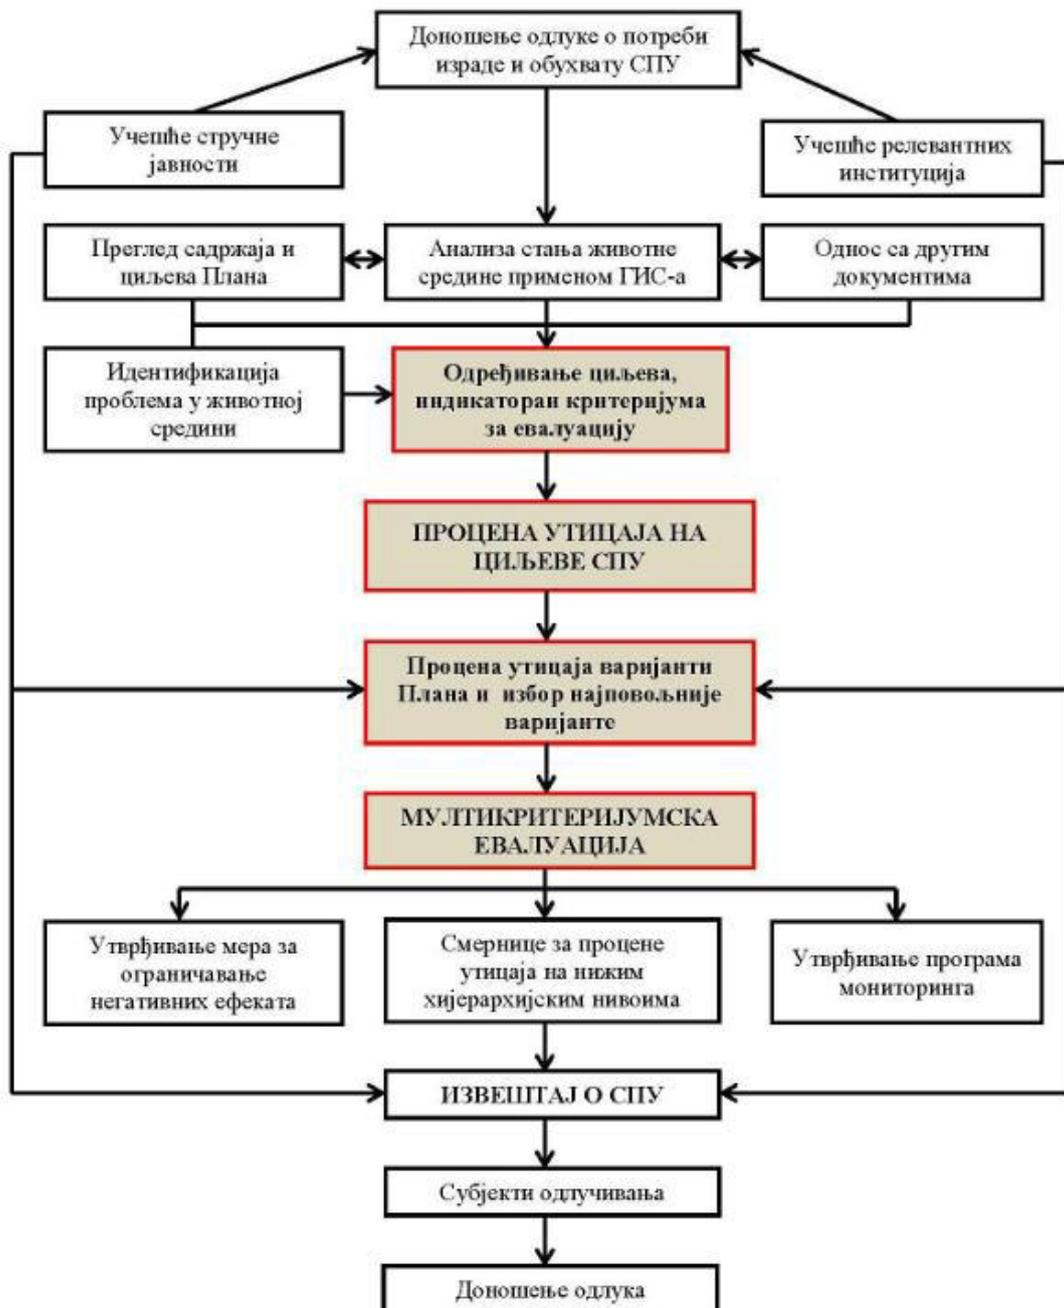 Доношење одлуке о потреби
израде и обухвату СПУ
Учешће стручне
јавности
Учешће релевантних
институција
Преглед садржаја и
циљева Плана
Анализа стања животне
средине применом ГИС-а
Однос са другим
документима
Идентификација
проблема у животној
средини
Одређивање циљева,
индикаторан критеријума
за евалуацију
ПРОЦЕНА УТИЦАЈА НА
ЦИЉЕВЕ СПУ
Процена утицаја варијанти
Плана и избор најповољније
варијанте
МУЛТИКРИТЕРИЈУМСКА
ЕВАЛУАЦИЈА
Утврђивање мера за
ограничавање
негативних ефеката
Смернице за процене
утицаја на нижим
хијерархијским нивоима
Утврђивање програма
мониторинга
ИЗВЕШТАЈ О СПУ
Субјекти одлучивања
Доношење одлука